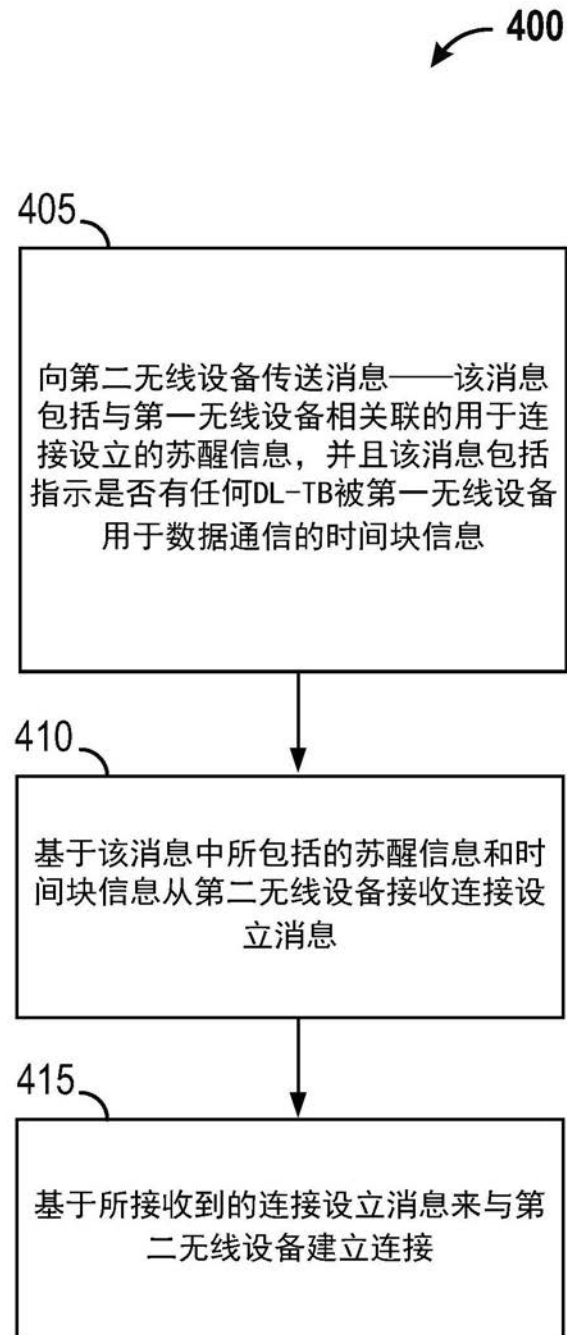 400
405
向第二无线设备传送消息——该消息
包括与第一无线设备相关联的用于连
接设立的苏醒信息，并且该消息包括
指示是否有任何DL-TB被第一无线设备
用于数据通信的时间块信息
410
基于该消息中所包括的苏醒信息和时
间块信息从第二无线设备接收连接设
立消息
415
基于所接收到的连接设立消息来与第
二无线设备建立连接